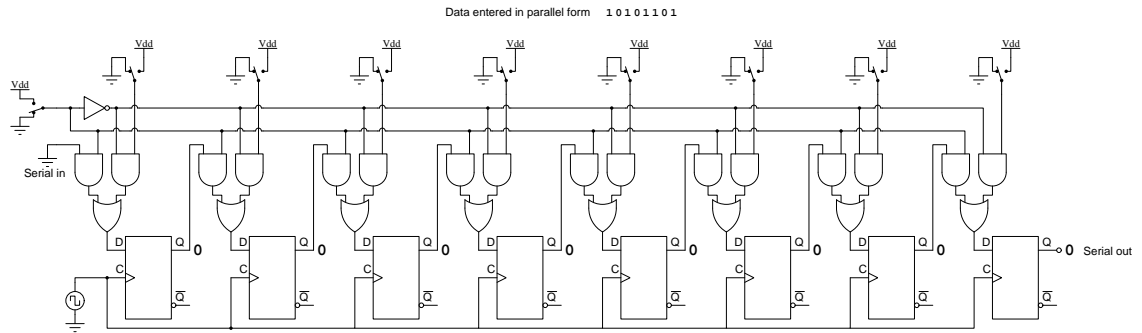 Data entered in parallel form 1 0 1 0 1 1 0 1
Vdd Vdd Vdd Vdd Vdd Vdd Vdd Vdd
Vdd
Serial in
D Q 0 D Q 0 D Q 0 D Q 0 D Q 0 D Q 0 D Q 0 D Q 0 Serial out
C C C C C C C C
Q Q Q Q Q Q Q Q